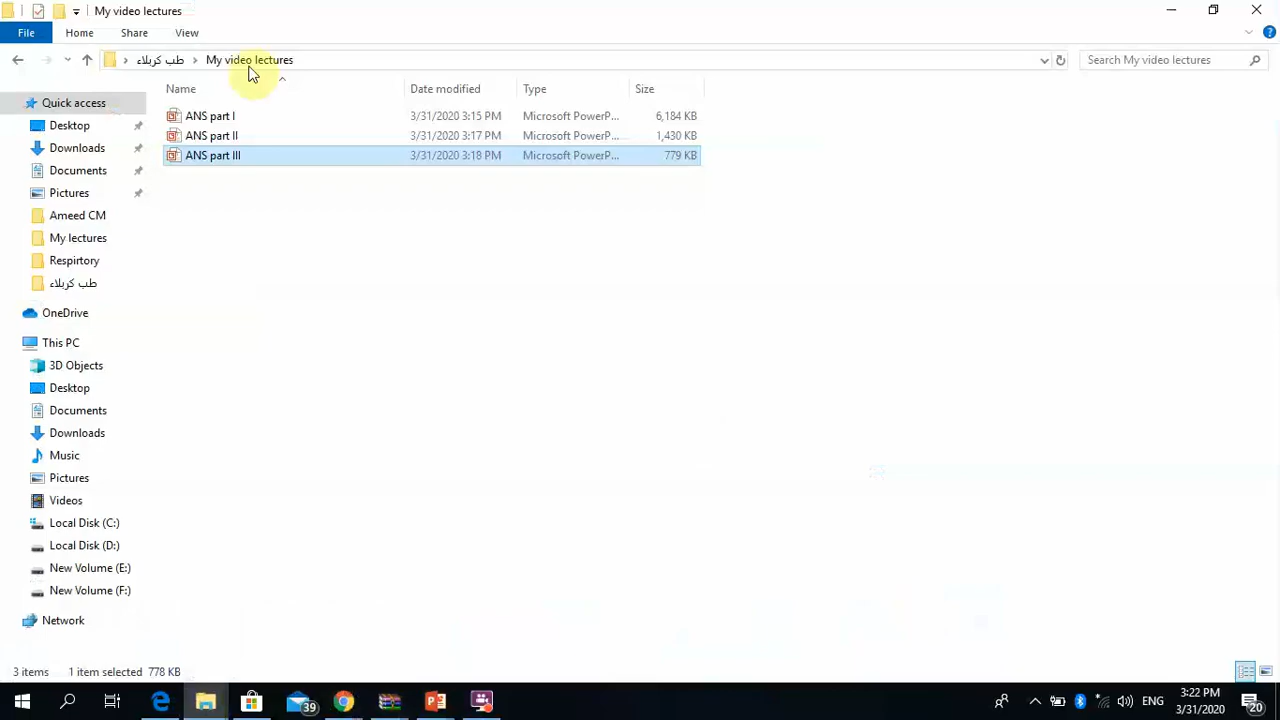 My video lectures
File Home Share View
طب كربلاء My video lectures Search My video lectures
Name Date modified Type Size
Quick access
ANS part I 3/31/2020 3:15 PM Microsoft PowerP... 6,184 KB
ANS part II 3/31/2020 3:17 PM Microsoft PowerP... 1,430 KB
ANS part III 3/31/2020 3:18 PM Microsoft PowerP... 779 KB
Desktop
Downloads
Documents
Pictures
Ameed CM
My lectures
Respirtory
طب كربلاء
OneDrive
This PC
3D Objects
Desktop
Documents
Downloads
Music
Pictures
Videos
Local Disk (C:)
Local Disk (D:)
New Volume (E:)
New Volume (F:)
Network
3 items 1 item selected 778 KB
39
ENG
3:22 PM
3/31/2020
20